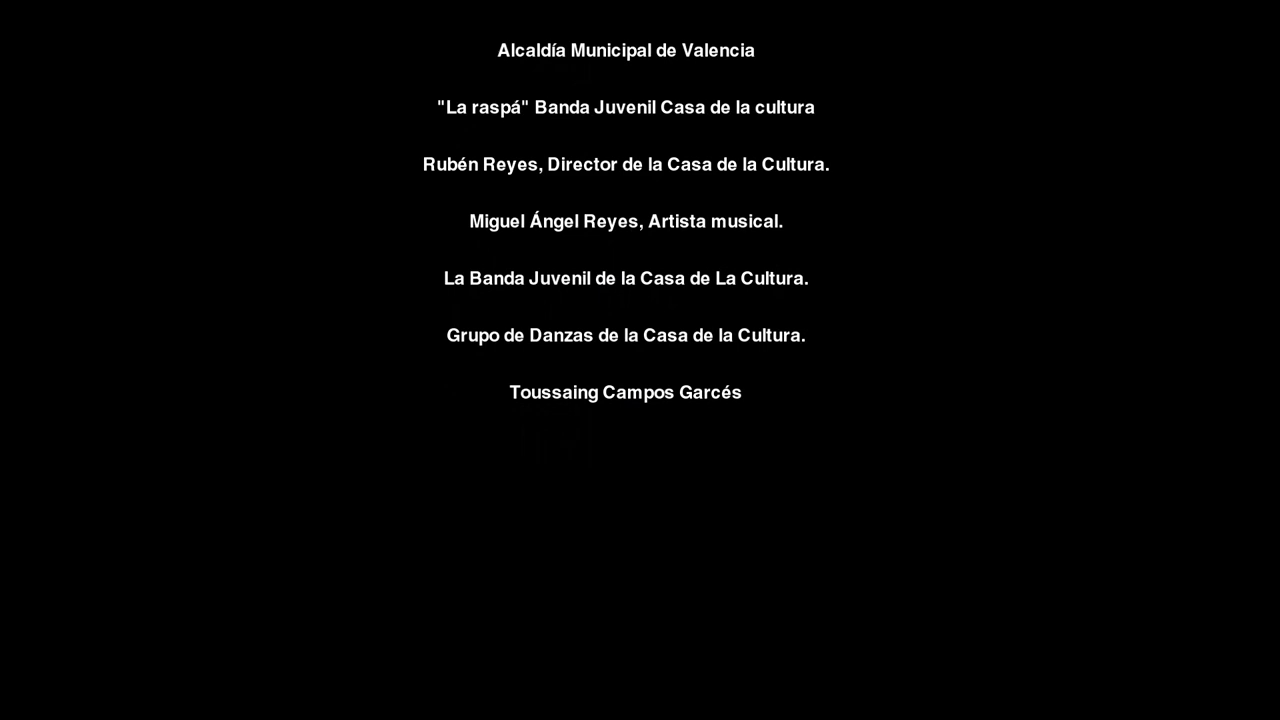 Alcaldía Municipal de Valencia
"La raspá" Banda Juvenil Casa de la cultura
Rubén Reyes, Director de la Casa de la Cultura.
Miguel Ángel Reyes, Artista musical.
La Banda Juvenil de la Casa de La Cultura.
Grupo de Danzas de la Casa de la Cultura.
Toussaing Campos Garcés